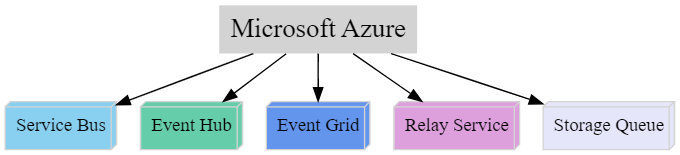 Microsoft Azure
Service Bus
Event Hub
Event Grid
Relay Service
Storage Queue